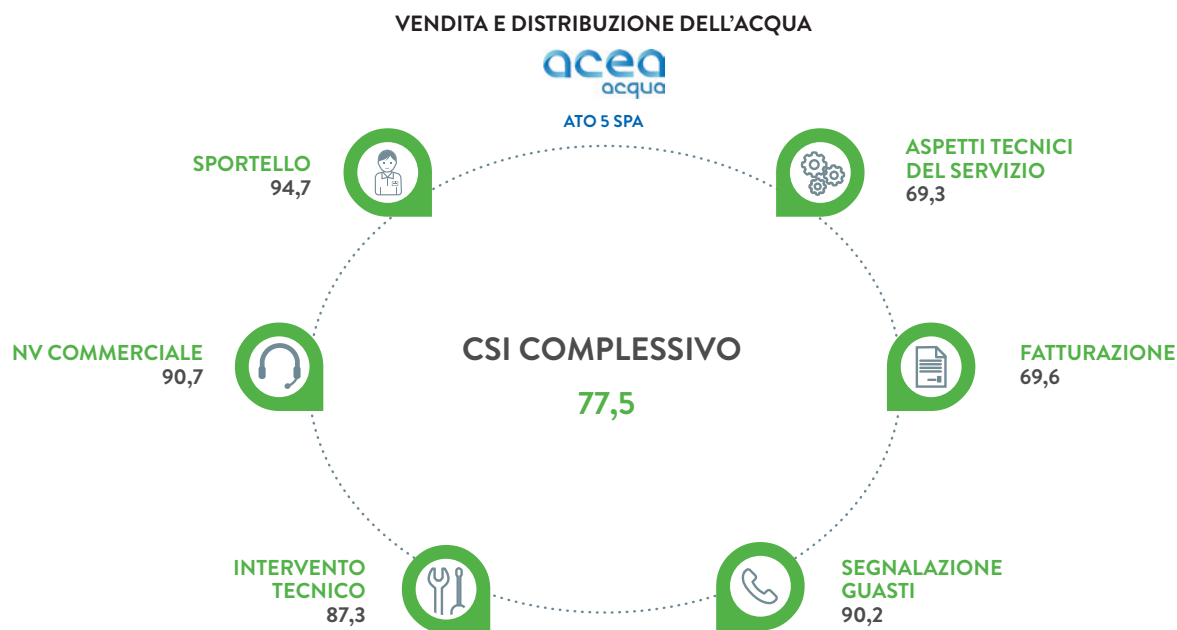 VENDITA E DISTRIBUZIONE DELL'ACQUA
acea
acqua
ATO 5 SPA
SPORTELLO
94,7
ASPETTI TECNICI
DEL SERVIZIO
69,3
NV COMMERCIALE
90,7
CSI COMPLESSIVO
77,5
FATTURAZIONE
69,6
INTERVENTO
TECNICO
87,3
SEGNALAZIONE
GUASTI
90,2